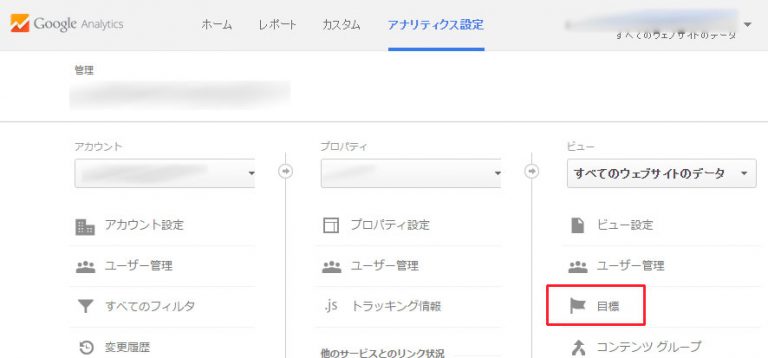 Google Analytics
ホーム
レポート
カスタム
アナリティクス設定
すべてのウェブサイトのデータ
管理
アカウント
プロパティ
ビュー
すべてのウェブサイトのデータ
アカウント設定
プロパティ設定
ビュー設定
ユーザー管理
ユーザー管理
ユーザー管理
すべてのフィルタ
.js トラッキング情報
目標
変更履歴
他のサービスとのリンク状況
コンテンツ グループ